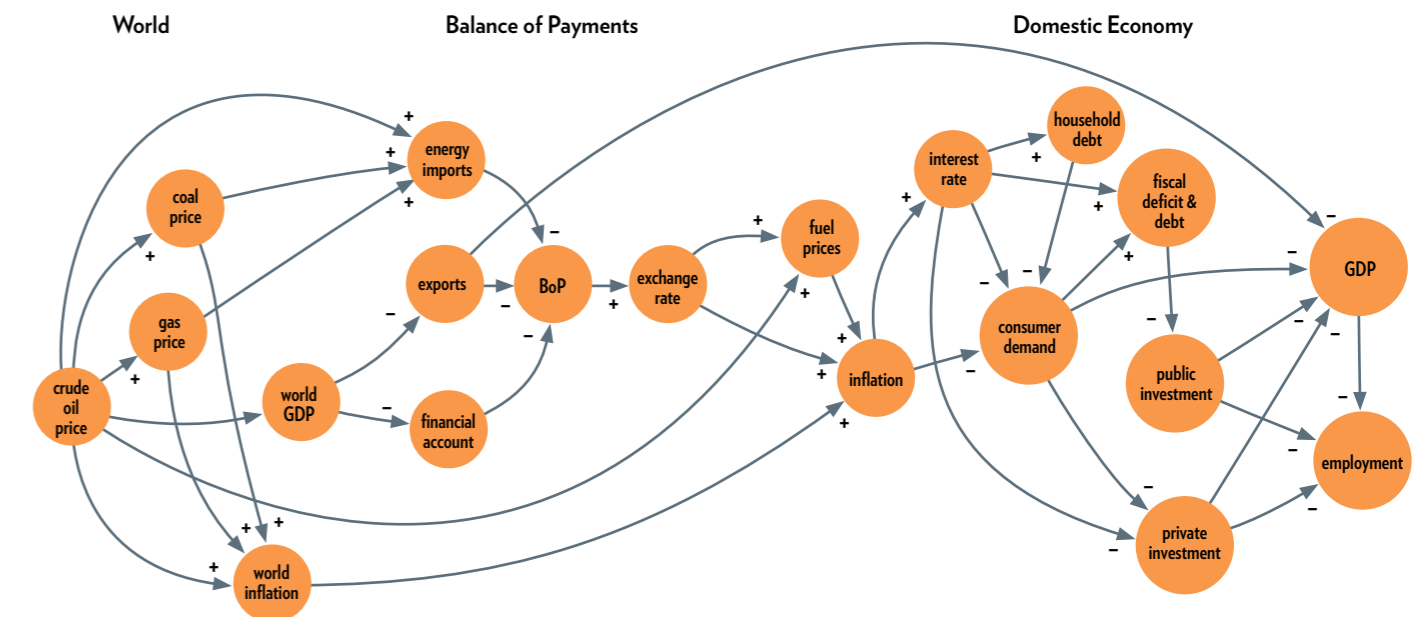 World
Balance of Payments
Domestic Economy
energy
imports
coal
price
gas
price
crude
oil
price
world
GDP
world
inflation
exports
financial
account
BoP
exchange
rate
fuel
prices
inflation
interest
rate
household
debt
fiscal
deficit &
debt
consumer
demand
public
investment
private
investment
GDP
employment
+
+
+
+
+
+
+
+
−
−
−
−
−
+
+
+
+
+
+
+
+
+
+
−
−
−
+
−
−
−
−
−
−
−
−
−
−